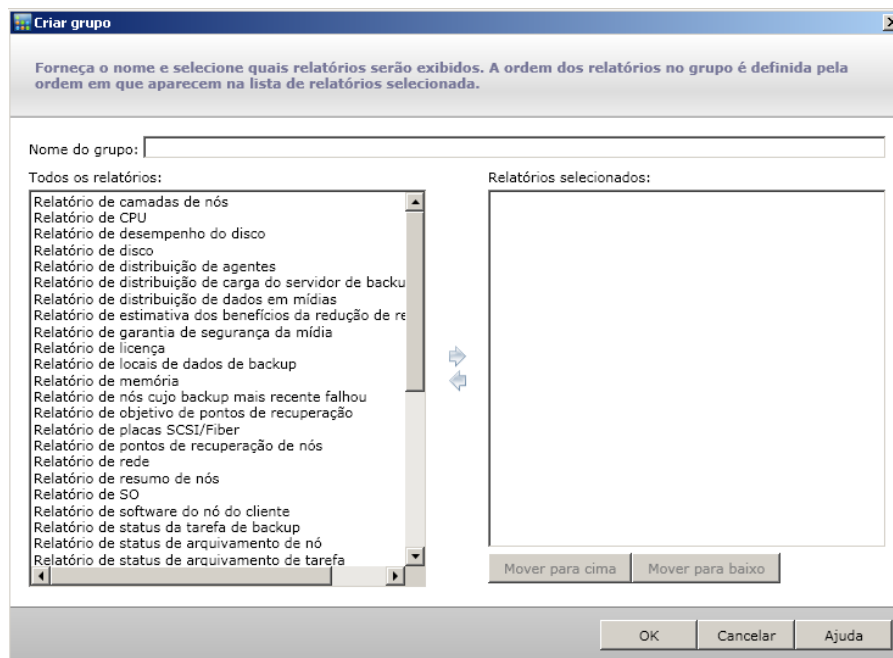 Criar grupo
Forneça o nome e selecione quais relatórios serão exibidos. A ordem dos relatórios no grupo é definida pela
ordem em que aparecem na lista de relatórios selecionada.
Nome do grupo:
Todos os relatórios:
Relatório de camadas de nós
Relatório de CPU
Relatório de desempenho do disco
Relatório de disco
Relatório de distribuição de agentes
Relatório de distribuição de carga do servidor de backu
Relatório de distribuição de dados em mídias
Relatório de estimativa dos benefícios da redução de re
Relatório de garantia de segurança da mídia
Relatório de licença
Relatório de locais de dados de backup
Relatório de memória
Relatório de nós cujo backup mais recente falhou
Relatório de objetivo de pontos de recuperação
Relatório de placas SCSI/Fiber
Relatório de pontos de recuperação de nós
Relatório de rede
Relatório de resumo de nós
Relatório de SO
Relatório de software do nó do cliente
Relatório de status da tarefa de backup
Relatório de status de arquivamento de nó
Relatório de status de arquivamento de tarefa
Relatórios selecionados:
Mover para cima
Mover para baixo
OK
Cancelar
Ajuda